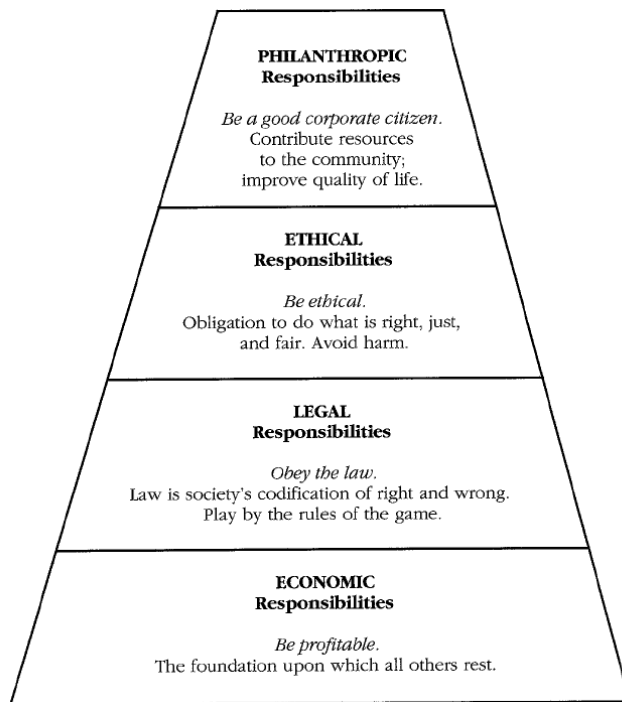 PHILANTHROPIC
Responsibilities
Be a good corporate citizen.
Contribute resources
to the community;
improve quality of life.
ETHICAL
Responsibilities
Be ethical.
Obligation to do what is right, just,
and fair. Avoid harm.
LEGAL
Responsibilities
Obey the law.
Law is society's codification of right and wrong.
Play by the rules of the game.
ECONOMIC
Responsibilities
Be profitable.
The foundation upon which all others rest.